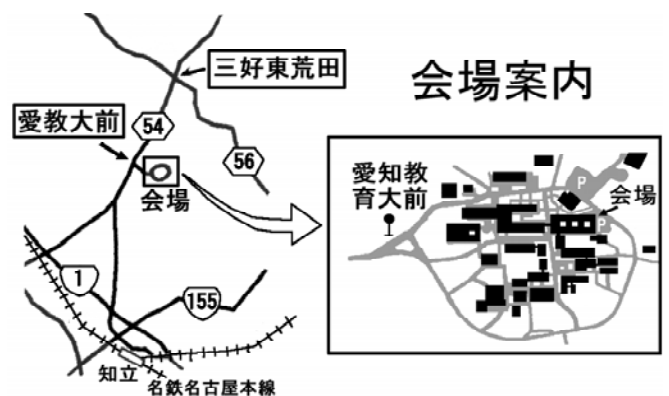 三好東荒田
会場案内
愛教大前
54
56
会場
愛知教
育大前
P
会場
P
1
155
知立
名鉄名古屋本線